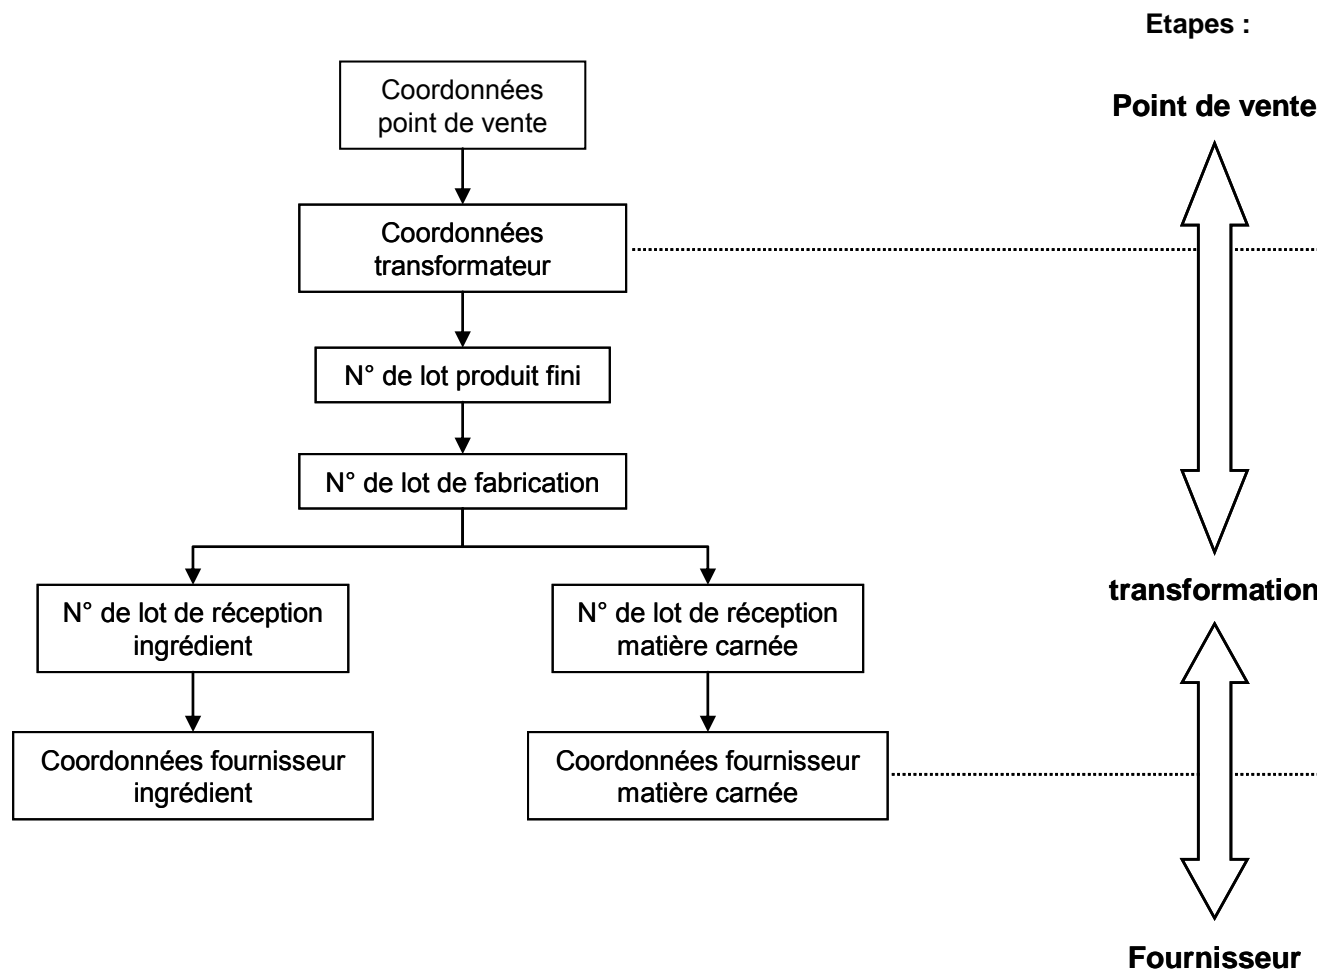 Etapes :
Coordonnées
point de vente
Point de vente
Coordonnées
transformateur
N° de lot produit fini
N° de lot de fabrication
N° de lot de réception
ingrédient
N° de lot de réception
matière carnée
transformation
Coordonnées fournisseur
ingrédient
Coordonnées fournisseur
matière carnée
Fournisseur